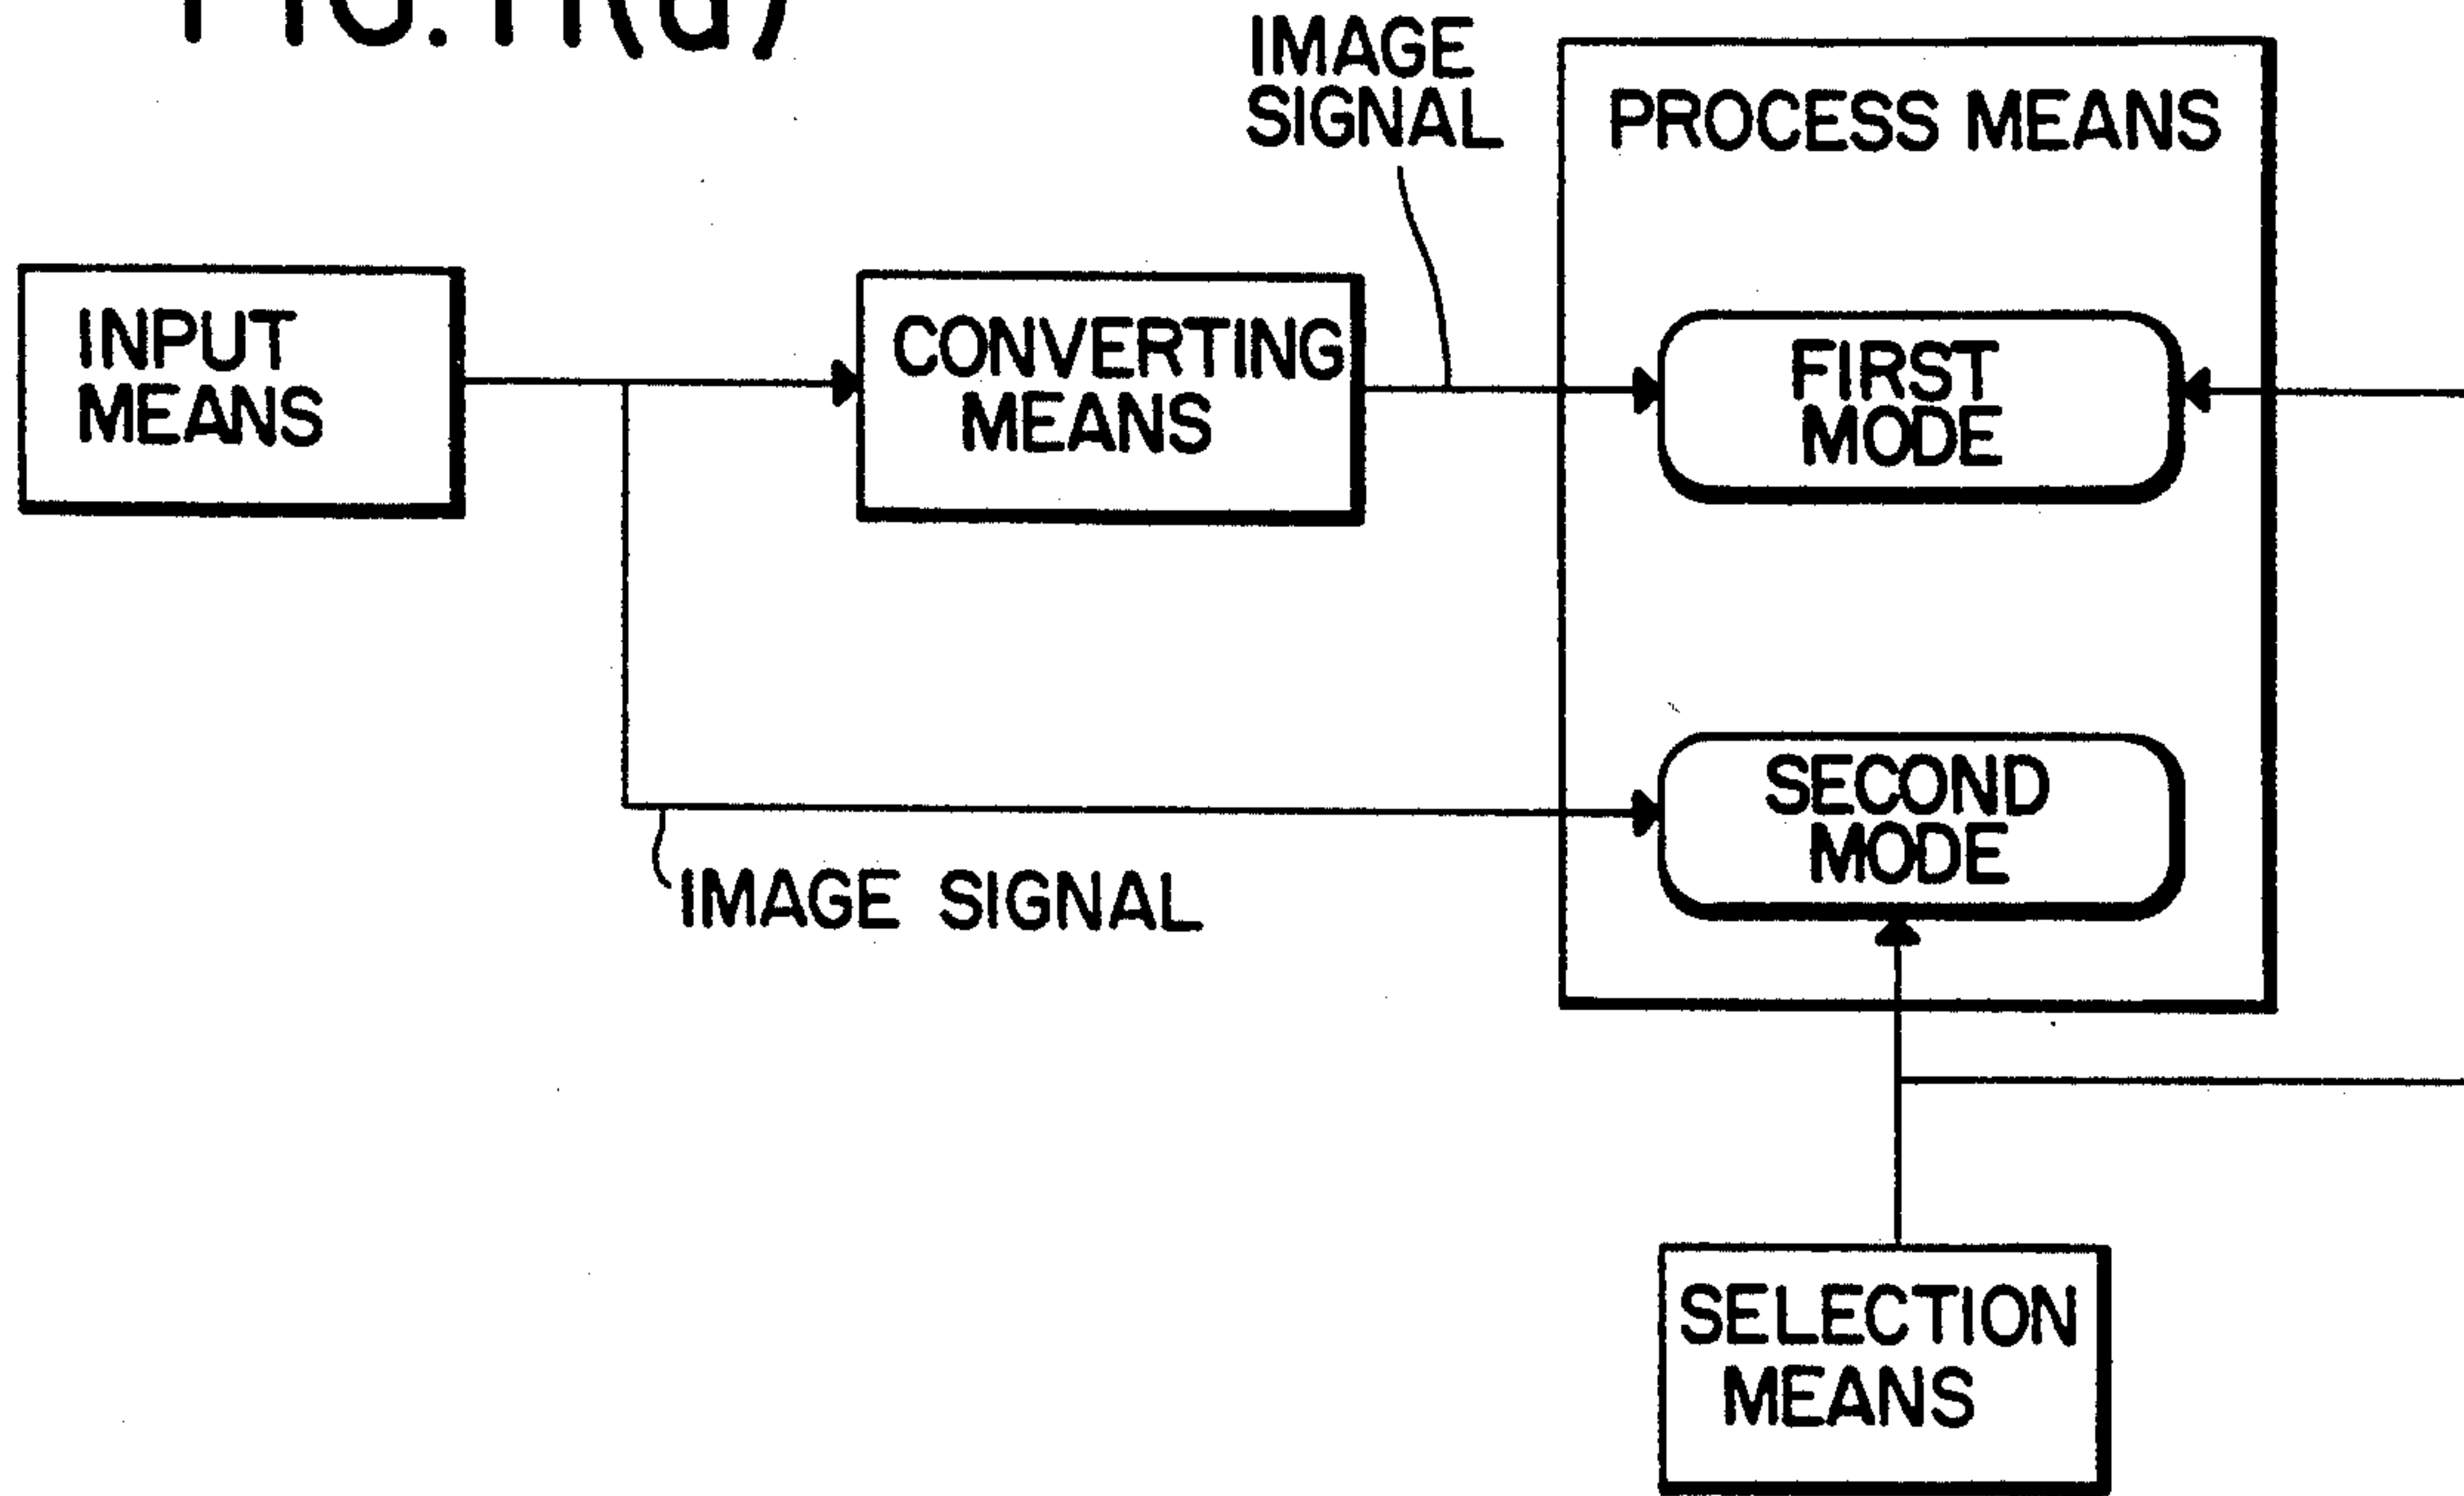 IMAGE
SIGNAL
PROCESS MEANS
INPUT
MEANS
CONVERTING
MEANS
FIRST
MODE
SECOND
MODE
IMAGE SIGNAL
SELECTION
MEANS